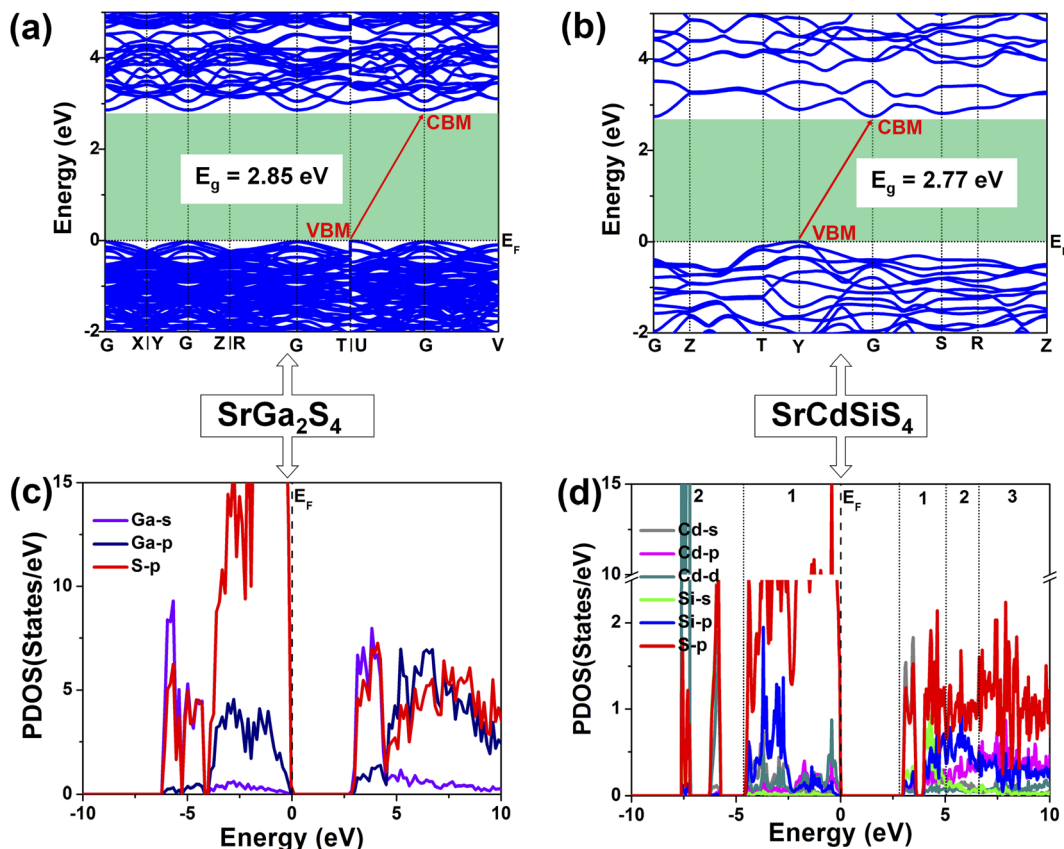 (a)
Energy (eV)
4
2
0
-2
E_g = 2.85 eV
CBM
VBM
E_F
G X|Y G Z|R G T|U G V
(b)
Energy (eV)
4
2
0
-2
E_g = 2.77 eV
CBM
VBM
E_F
G Z T Y G S R Z
SrGa₂S₄
SrCdSiS₄
(c)
PDOS(States/eV)
15
10
5
0
Ga-s
Ga-p
S-p
E_F
-10 -5 0 5 10
Energy (eV)
(d)
PDOS(States/eV)
15
10
2
1
0
2 1 E_F 1 2 3
Cd-s
Cd-p
Cd-d
Si-s
Si-p
S-p
-10 -5 0 5 10
Energy (eV)